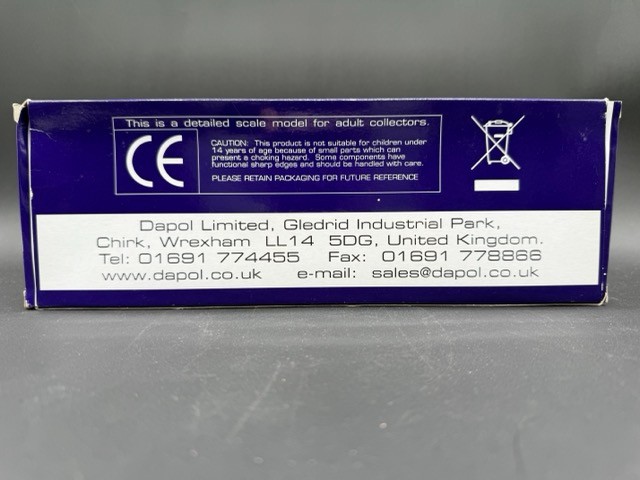 This is a detailed scale model for adult collectors.
CE
CAUTION: This product is not suitable for children under
14 years of age because of small parts which can
present a choking hazard. Some components have
functional sharp edges and should be handled with care.
PLEASE RETAIN PACKAGING FOR FUTURE REFERENCE
Dapol Limited, Gledrid Industrial Park,
Chirk, Wrexham LL14 5DG, United Kingdom.
Tel: 01691 774455 Fax: 01691 778866
www.dapol.co.uk e-mail: sales@dapol.co.uk